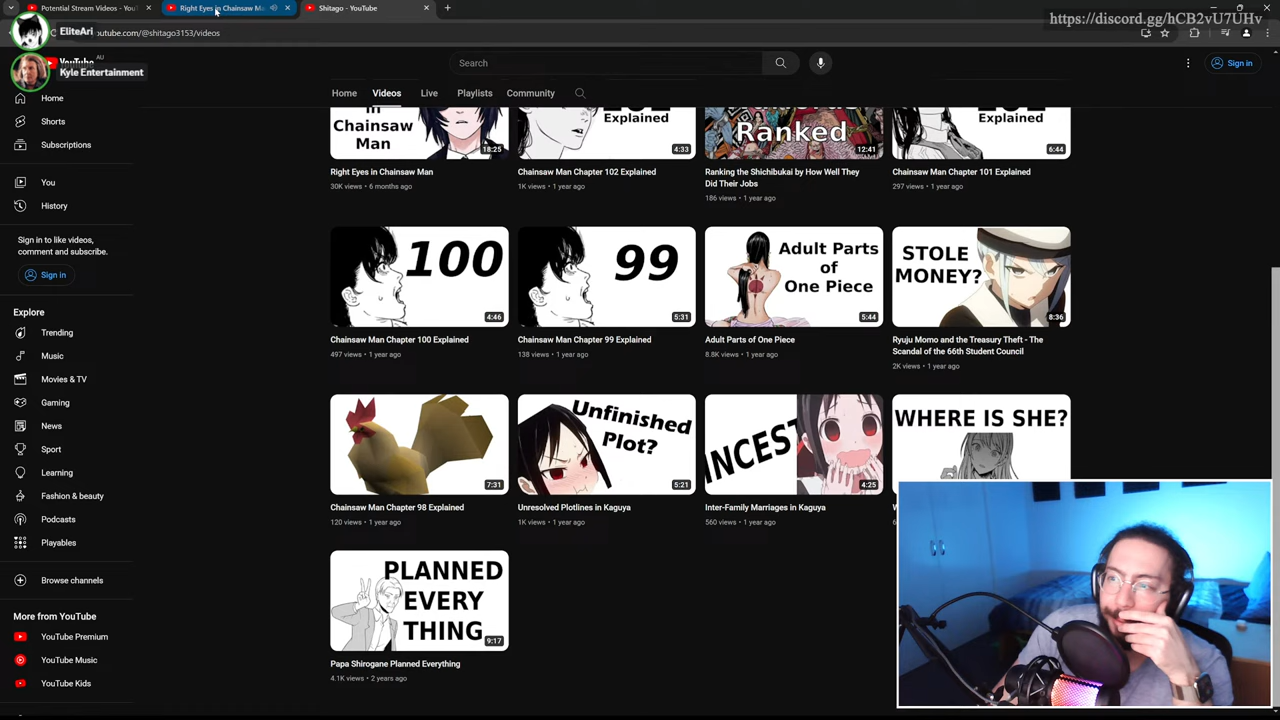 Potential Stream Videos - You
Right Eyes in Chainsaw Ma
Shitago - YouTube
https://discord.gg/hCB2vU7UHv
EliteAri
outube.com/@shitago3153/videos
AU
Kyle Entertainment
Search
Sign in
Home
Shorts
Subscriptions
You
History
Sign in to like videos,
comment and subscribe.
Sign in
Explore
Trending
Music
Movies & TV
Gaming
News
Sport
Learning
Fashion & beauty
Podcasts
Playables
Browse channels
More from YouTube
YouTube Premium
YouTube Music
YouTube Kids
Home
Videos
Live
Playlists
Community
in
Chainsaw
Man
18:25
Explained
4:33
Ranked
12:41
Explained
6:44
Right Eyes in Chainsaw Man
30K views • 6 months ago
Chainsaw Man Chapter 102 Explained
1K views • 1 year ago
Ranking the Shichibukai by How Well They
Did Their Jobs
186 views • 1 year ago
Chainsaw Man Chapter 101 Explained
297 views • 1 year ago
100
4:46
99
5:31
Adult Parts
of
One Piece
5:44
STOLE
MONEY?
8:36
Chainsaw Man Chapter 100 Explained
497 views • 1 year ago
Chainsaw Man Chapter 99 Explained
138 views • 1 year ago
Adult Parts of One Piece
8.8K views • 1 year ago
Ryuju Momo and the Treasury Theft - The
Scandal of the 66th Student Council
2K views • 1 year ago
7:31
Unfinished
Plot?
5:21
INCEST
4:25
WHERE IS SHE?
Chainsaw Man Chapter 98 Explained
120 views • 1 year ago
Unresolved Plotlines in Kaguya
1K views • 1 year ago
Inter-Family Marriages in Kaguya
560 views • 1 year ago
PLANNED
EVERY
THING
9:17
Papa Shirogane Planned Everything
4.1K views • 2 years ago